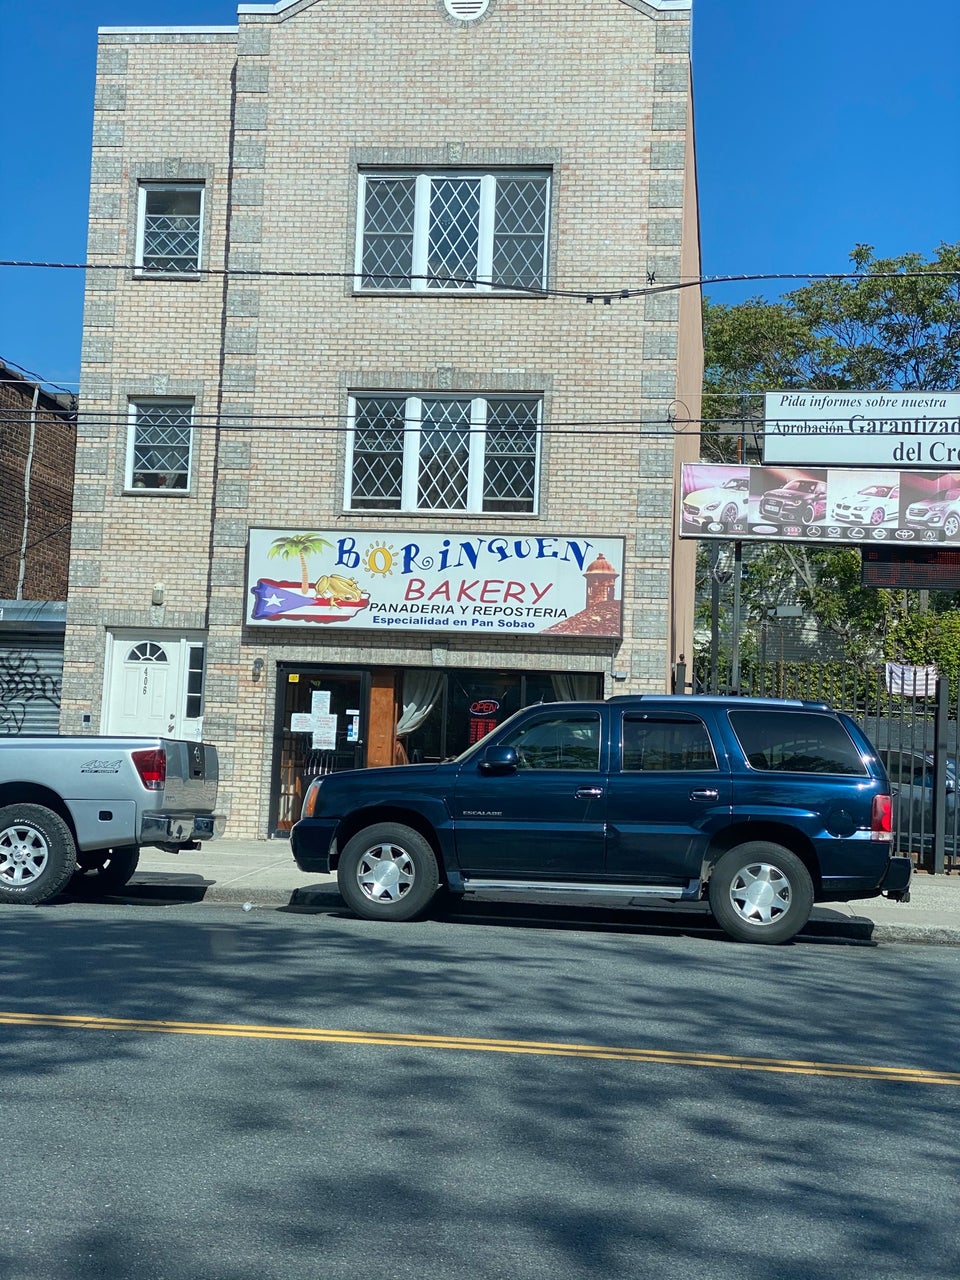 Pida informes sobre nuestra
Aprobación Garantizad
del Cre
BORINQUEN
BAKERY
PANADERIA Y REPOSTERIA
Especialidad en Pan Sobao
406
OPEN
4x4
ESCALADE